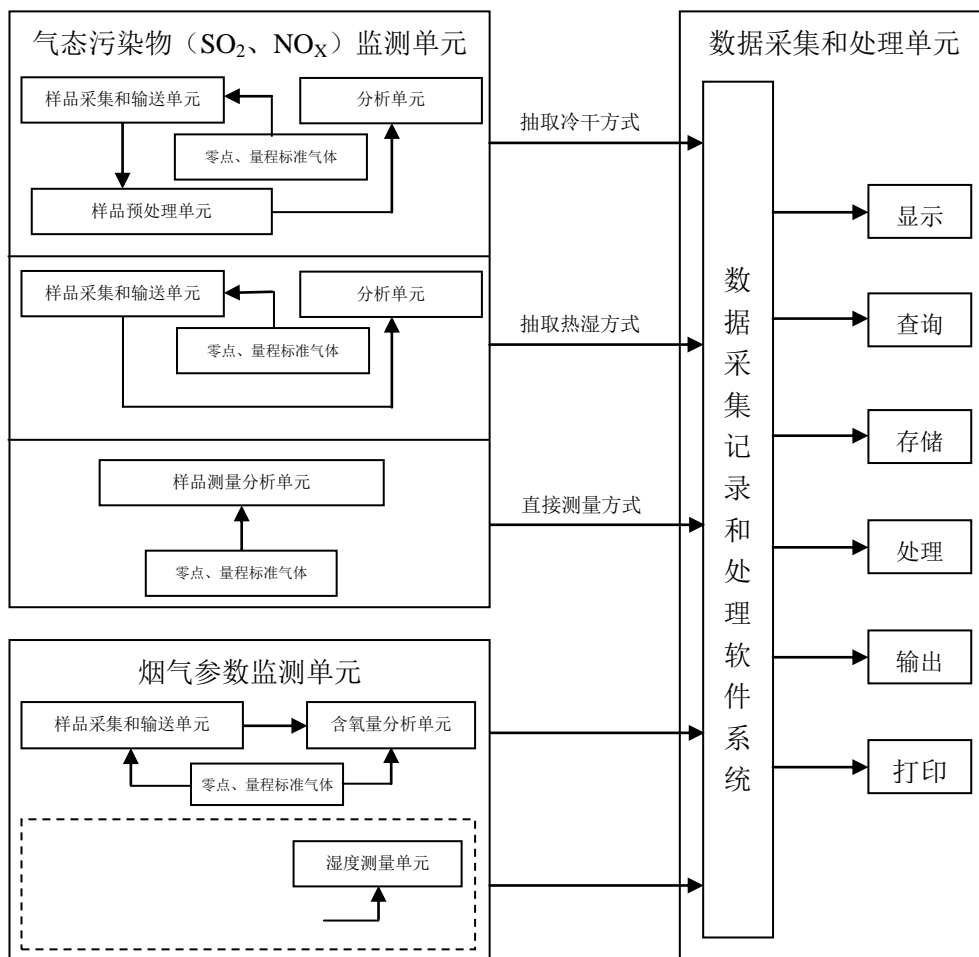 气态污染物（SO₂、NOX）监测单元
样品采集和输送单元
分析单元
零点、量程标准气体
样品预处理单元
样品采集和输送单元
分析单元
零点、量程标准气体
样品测量分析单元
零点、量程标准气体
烟气参数监测单元
样品采集和输送单元
含氧量分析单元
零点、量程标准气体
湿度测量单元
抽取冷干方式
抽取热湿方式
直接测量方式
数据采集和处理单元
数据采集记录和处理软件系统
显示
查询
存储
处理
输出
打印